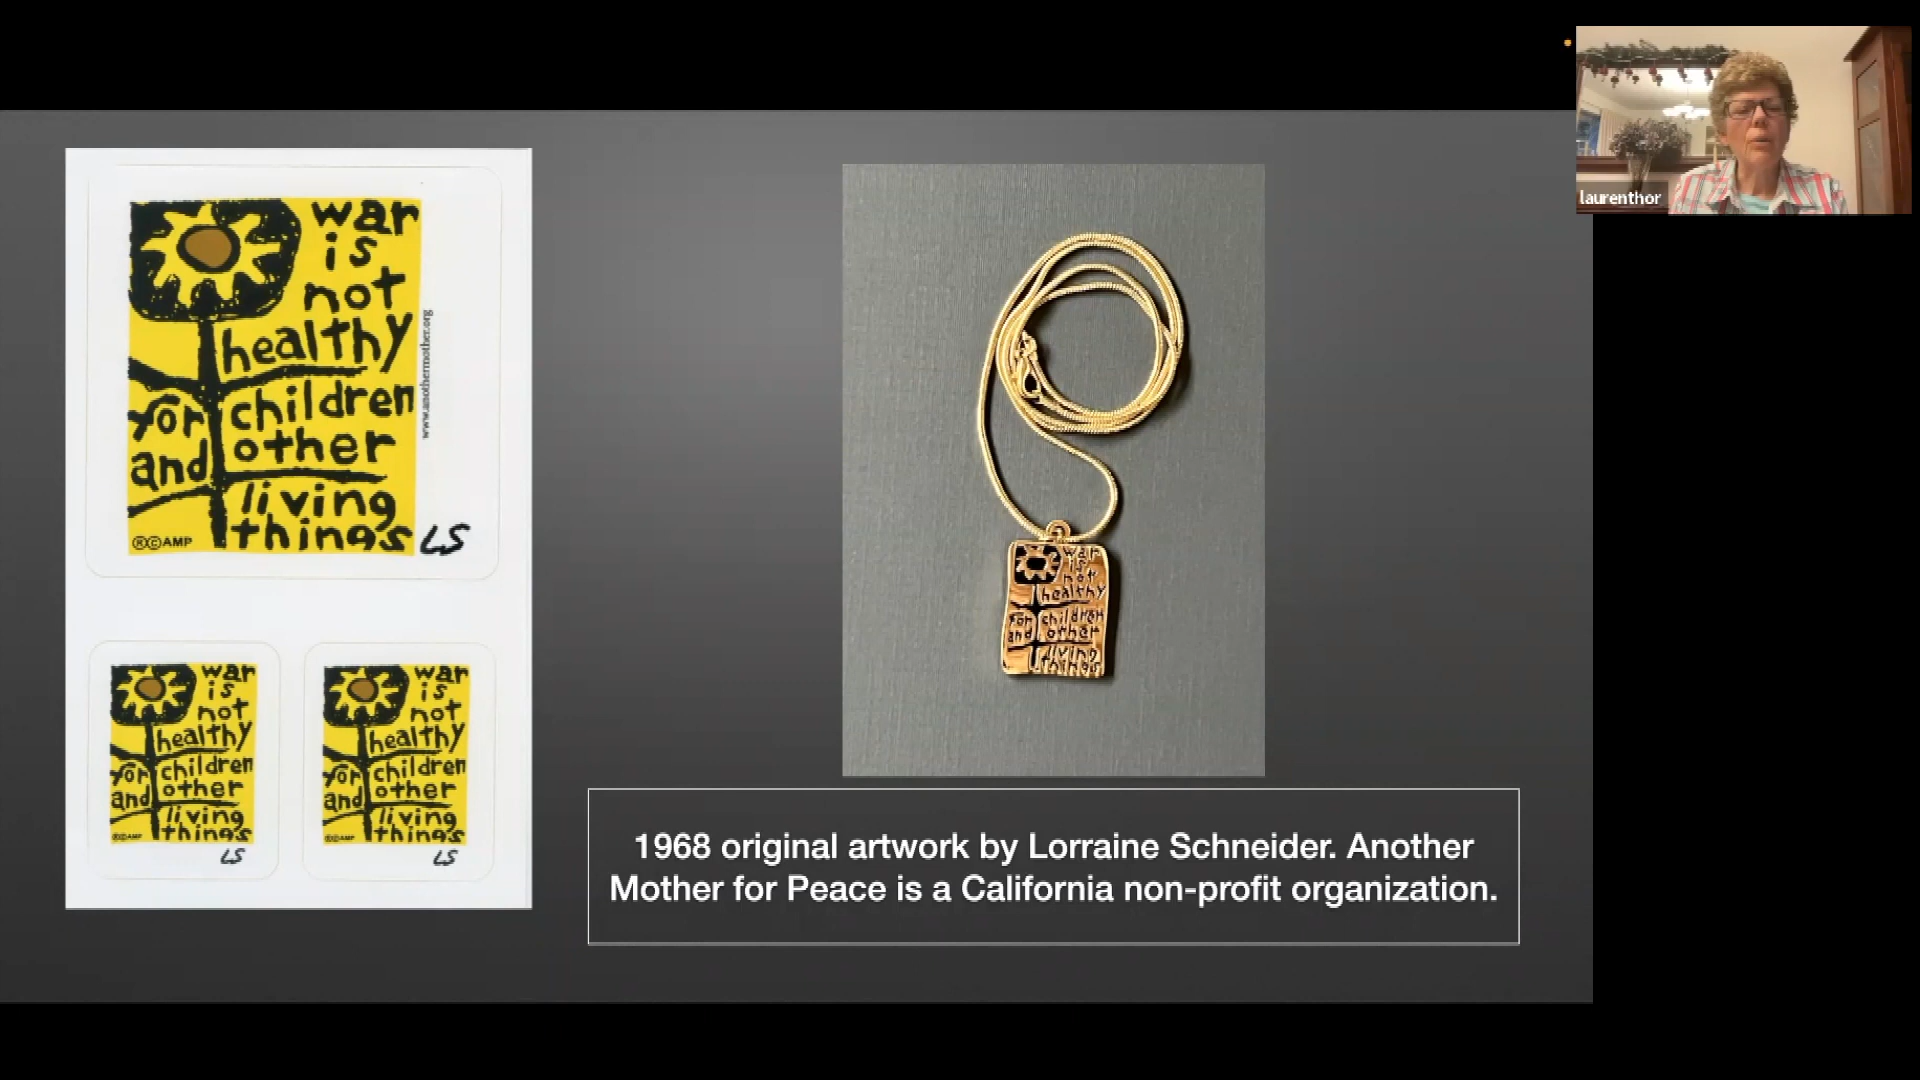 war
is
not
healthy
for children
and other
living
things
®©AMP
LS
www.anothermother.org
war
is
not
healthy
for children
and other
living
things
®©AMP
LS
war
is
not
healthy
for children
and other
living
things
®©AMP
LS
war
is
not
healthy
for children
and other
living
things
1968 original artwork by Lorraine Schneider. Another
Mother for Peace is a California non-profit organization.
laurenthor